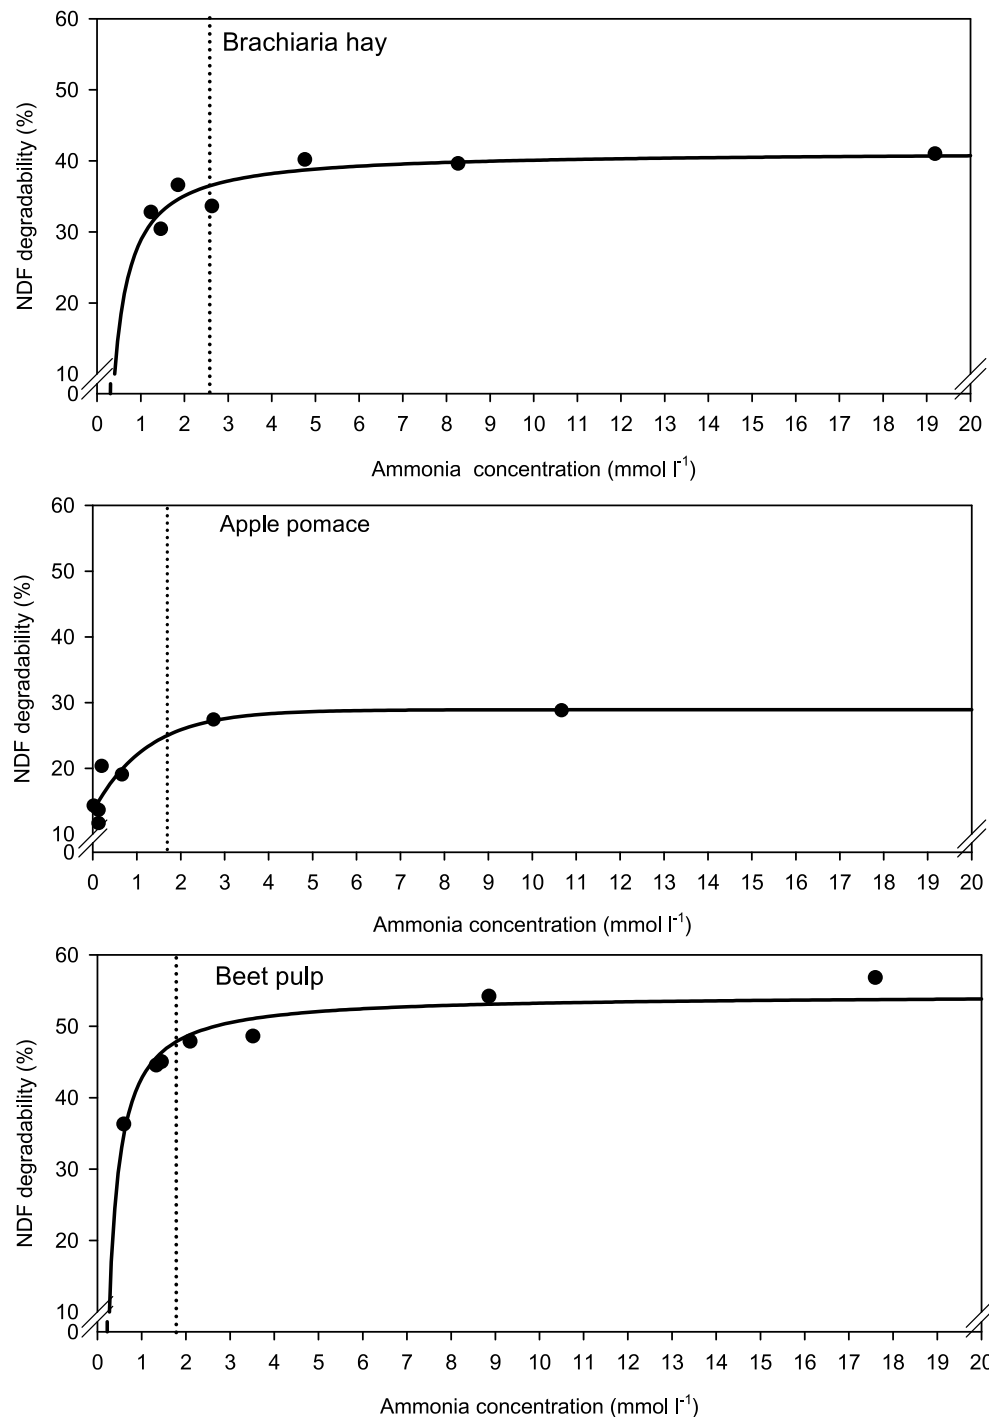 60
Brachiaria hay
50
40
30
20
10
0
NDF degradability (%)
0 1 2 3 4 5 6 7 8 9 10 11 12 13 14 15 16 17 18 19 20
Ammonia concentration (mmol l⁻¹)
60
Apple pomace
50
40
30
20
10
0
NDF degradability (%)
0 1 2 3 4 5 6 7 8 9 10 11 12 13 14 15 16 17 18 19 20
Ammonia concentration (mmol l⁻¹)
60
Beet pulp
50
40
30
20
10
0
NDF degradability (%)
0 1 2 3 4 5 6 7 8 9 10 11 12 13 14 15 16 17 18 19 20
Ammonia concentration (mmol l⁻¹)